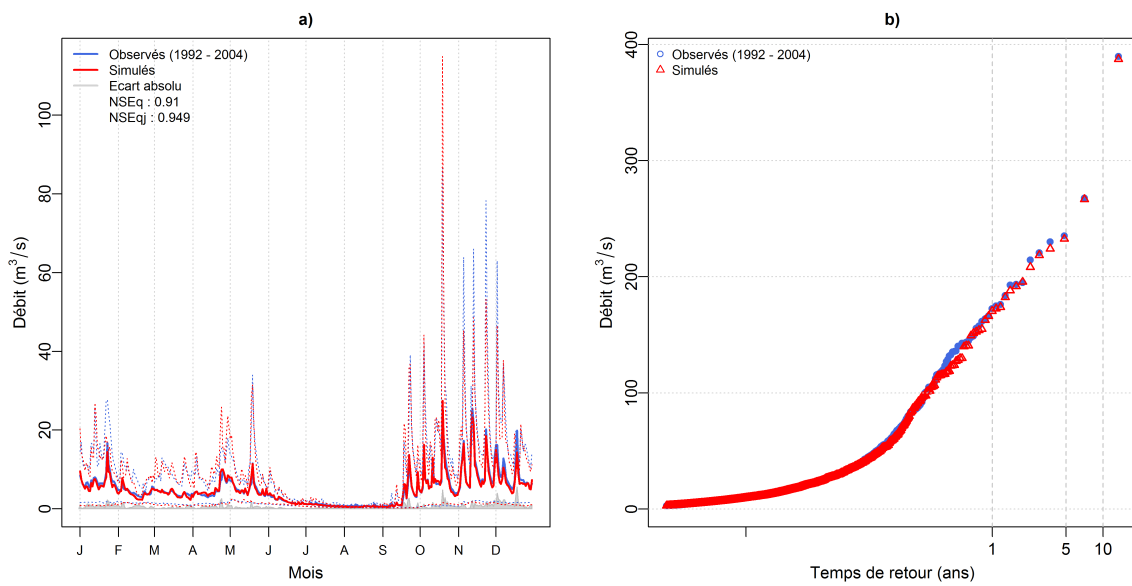 a)
Observés (1992 - 2004)
Simulés
Ecart absolu
NSEq : 0.91
NSEqj : 0.949
Débit (m³/s)
0 20 40 60 80 100
J F M A M J J A S O N D
Mois
b)
Observés (1992 - 2004)
Simulés
Débit (m³/s)
0 100 200 300 400
1 5 10
Temps de retour (ans)